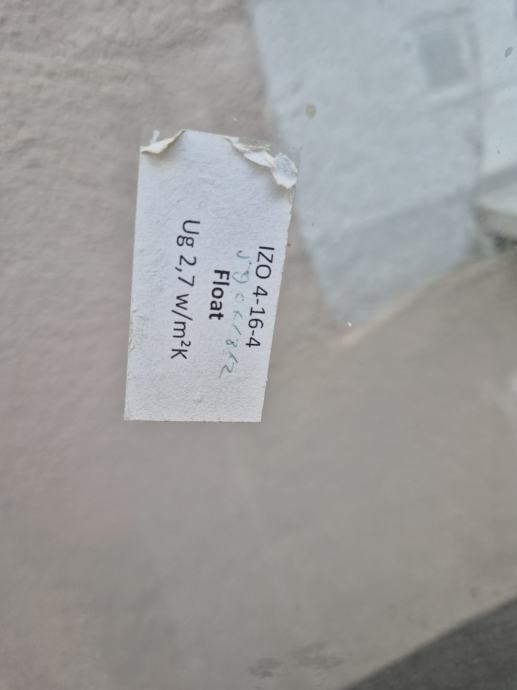 IZO 4-16-4
Float
Ug 2,7 W/m²K